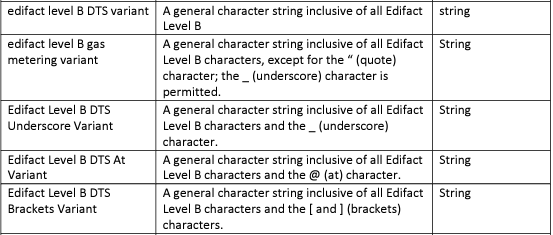 edifact level B DTS variant
A general character string inclusive of all Edifact
Level B
string
edifact level B gas
metering variant
A general character string inclusive of all Edifact
Level B characters, except for the “ (quote)
character; the _ (underscore) character is
permitted.
String
Edifact Level B DTS
Underscore Variant
A general character string inclusive of all Edifact
Level B characters and the _ (underscore)
character.
String
Edifact Level B DTS At
Variant
A general character string inclusive of all Edifact
Level B characters and the @ (at) character.
String
Edifact Level B DTS
Brackets Variant
A general character string inclusive of all Edifact
Level B characters and the [ and ] (brackets)
characters.
String